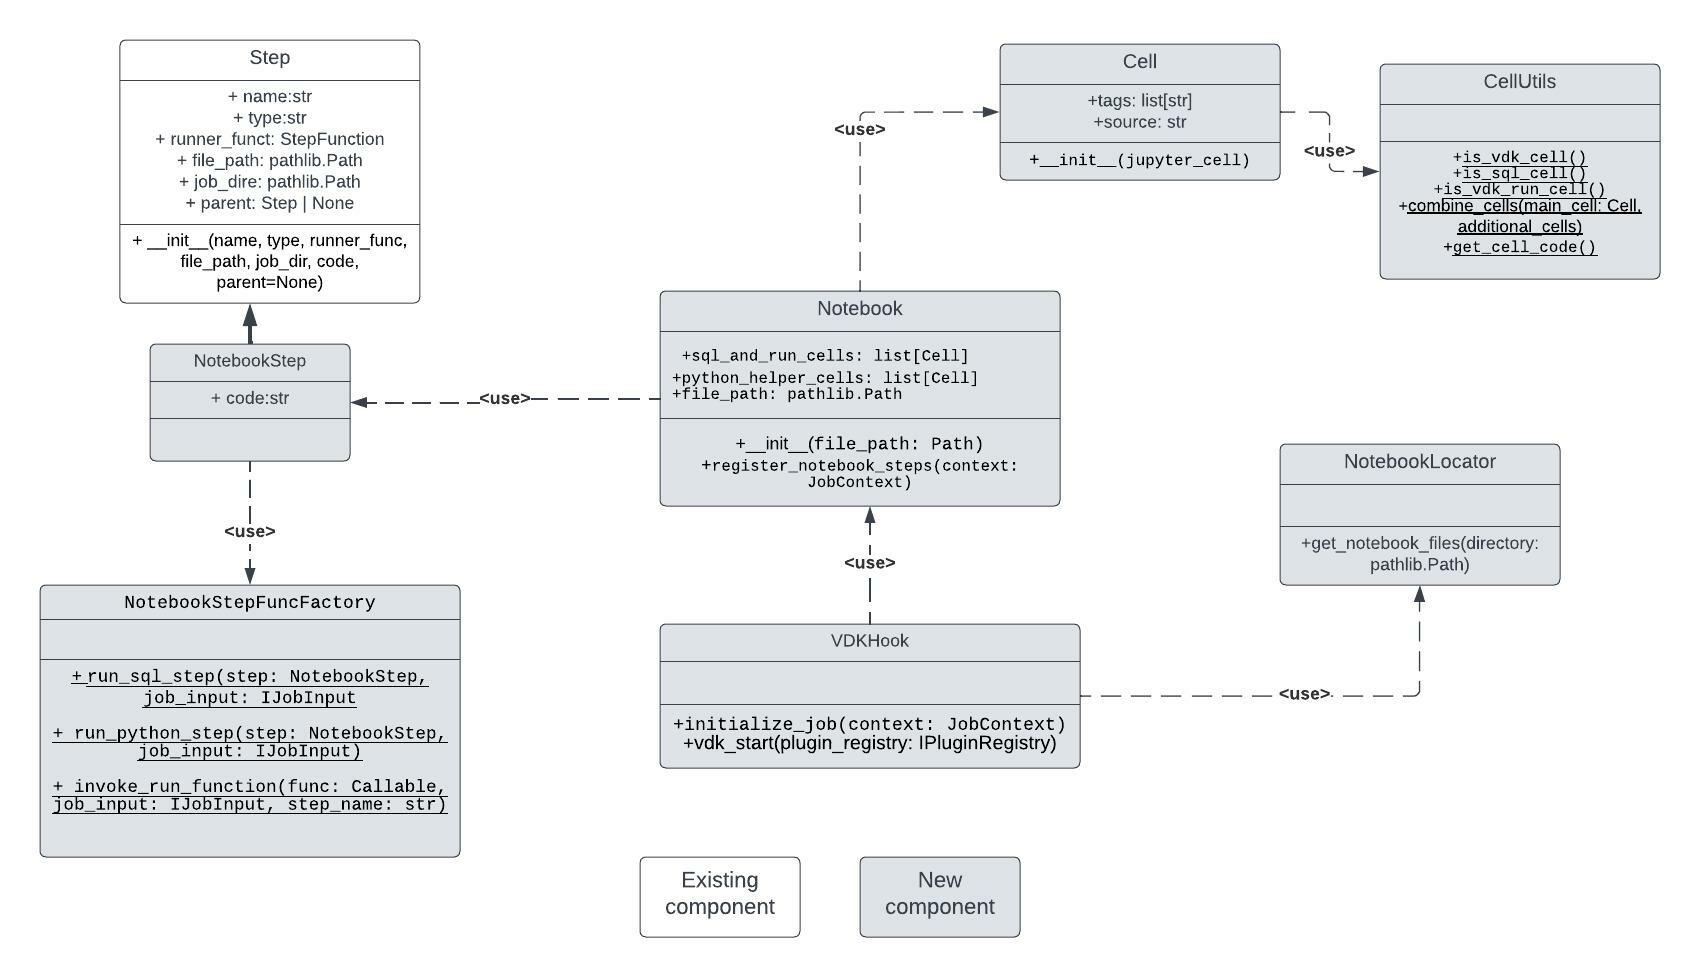 Step
+ name:str
+ type:str
+ runner_funct: StepFunction
+ file_path: pathlib.Path
+ job_dire: pathlib.Path
+ parent: Step | None
+ __init__(name, type, runner_func,
file_path, job_dir, code,
parent=None)
Cell
+tags: list[str]
+source: str
+__init__(jupyter_cell)
<use>
<use>
CellUtils
+is_vdk_cell()
+is_sql_cell()
+is_vdk_run_cell()
+combine_cells(main_cell: Cell,
additional_cells)
+get_cell_code()
NotebookStep
+ code:str
<use>
Notebook
+sql_and_run_cells: list[Cell]
+python_helper_cells: list[Cell]
+file_path: pathlib.Path
+__init__(file_path: Path)
+register_notebook_steps(context:
JobContext)
NotebookLocator
+get_notebook_files(directory:
pathlib.Path)
<use>
<use>
NotebookStepFuncFactory
+ run_sql_step(step: NotebookStep,
job_input: IJobInput
+ run_python_step(step: NotebookStep,
job_input: IJobInput)
+ invoke_run_function(func: Callable,
job_input: IJobInput, step_name: str)
VDKHook
+initialize_job(context: JobContext)
+vdk_start(plugin_registry: IPluginRegistry)
<use>
Existing
component
New
component